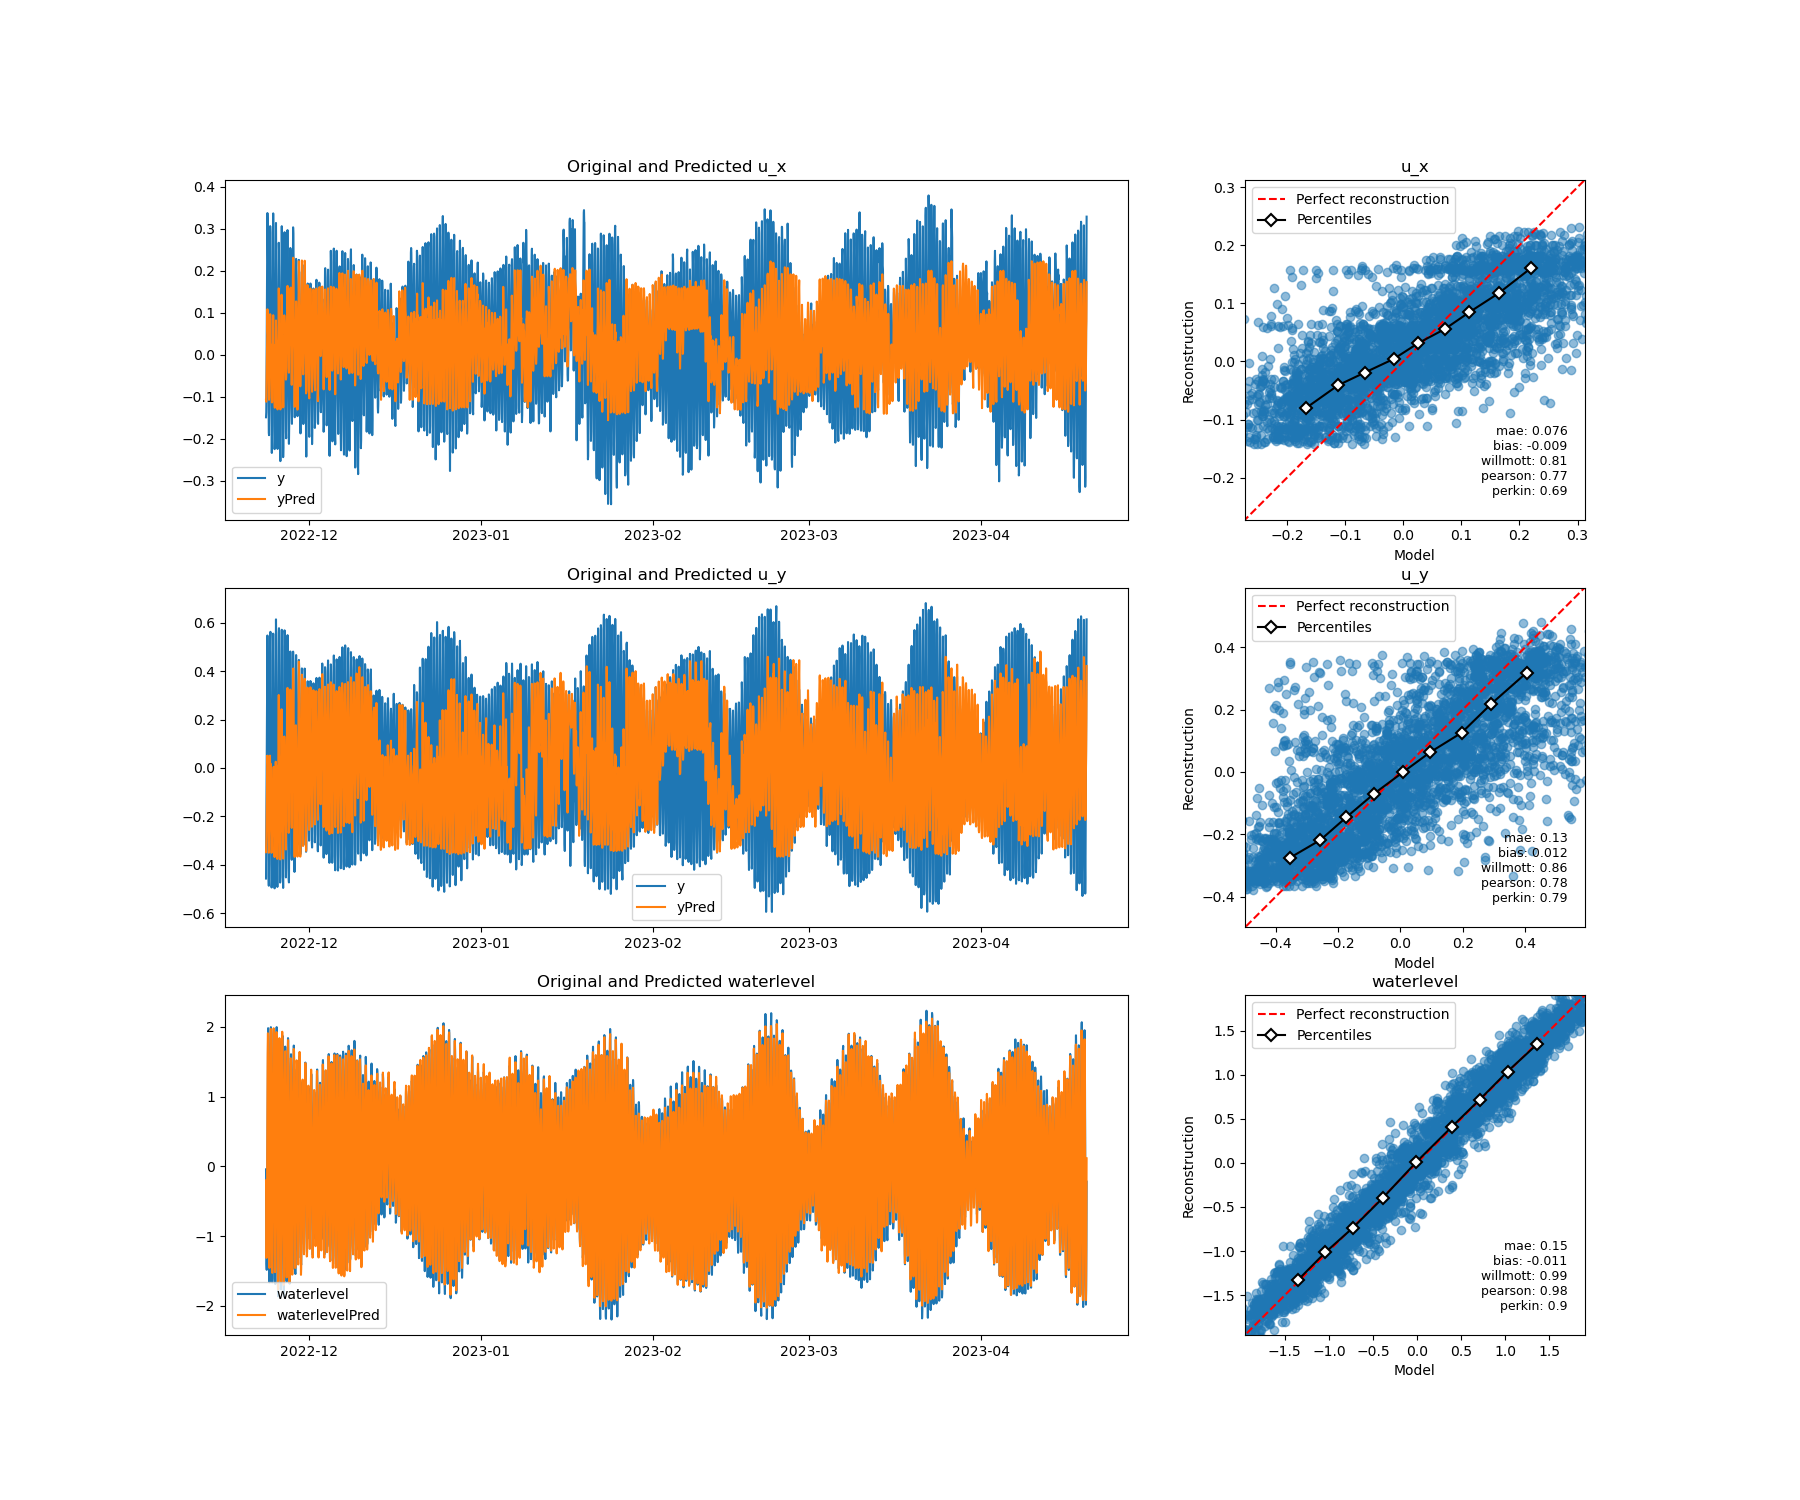 Original and Predicted u_x
0.4
0.3
0.2
0.1
0.0
−0.1
−0.2
−0.3
y
yPred
2022-12
2023-01
2023-02
2023-03
2023-04
u_x
Perfect reconstruction
Percentiles
Reconstruction
0.3
0.2
0.1
0.0
−0.1
−0.2
mae: 0.076
bias: -0.009
willmott: 0.81
pearson: 0.77
perkin: 0.69
−0.2
−0.1
0.0
0.1
0.2
0.3
Model
Original and Predicted u_y
0.6
0.4
0.2
0.0
−0.2
−0.4
−0.6
y
yPred
2022-12
2023-01
2023-02
2023-03
2023-04
u_y
Perfect reconstruction
Percentiles
Reconstruction
0.4
0.2
0.0
−0.2
−0.4
mae: 0.13
bias: 0.012
willmott: 0.86
pearson: 0.78
perkin: 0.79
−0.4
−0.2
0.0
0.2
0.4
Model
Original and Predicted waterlevel
2
1
0
−1
−2
waterlevel
waterlevelPred
2022-12
2023-01
2023-02
2023-03
2023-04
waterlevel
Perfect reconstruction
Percentiles
Reconstruction
1.5
1.0
0.5
0.0
−0.5
−1.0
−1.5
mae: 0.15
bias: -0.011
willmott: 0.99
pearson: 0.98
perkin: 0.9
−1.5
−1.0
−0.5
0.0
0.5
1.0
1.5
Model